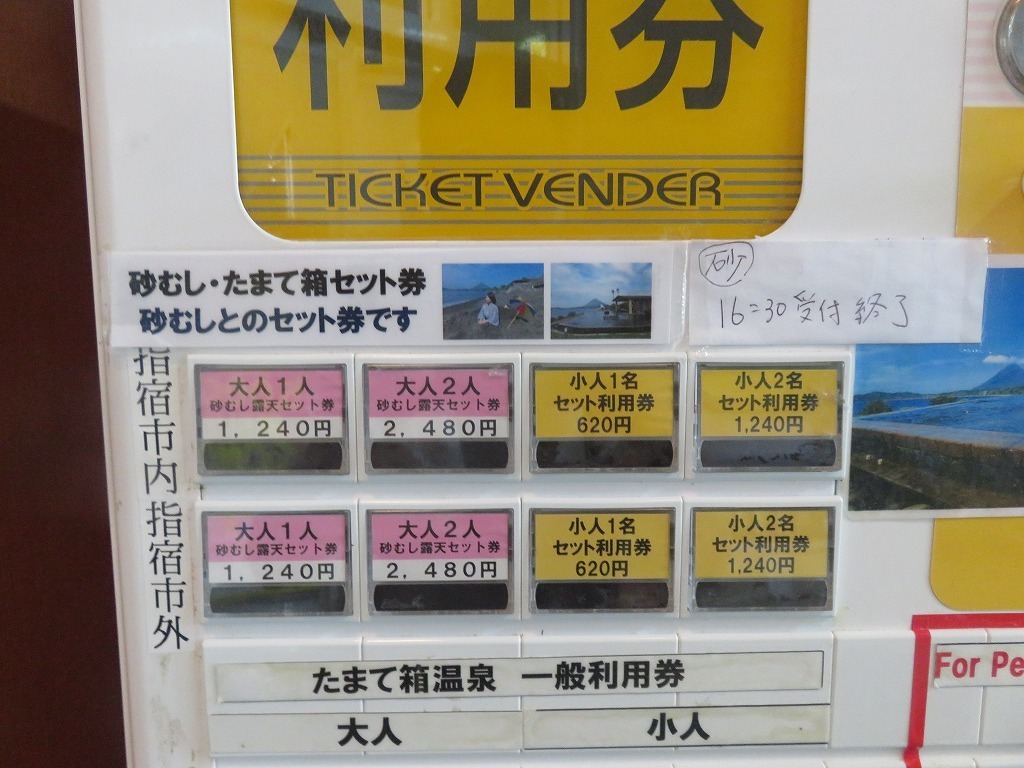 利用券
TICKET VENDER
砂むし・たまて箱セット券
砂むしとのセット券です
砂
16:30受付終了
指宿市内
大人1人
砂むし露天セット券
1,240円
大人2人
砂むし露天セット券
2,480円
小人1名
セット利用券
620円
小人2名
セット利用券
1,240円
指宿市外
大人1人
砂むし露天セット券
1,240円
大人2人
砂むし露天セット券
2,480円
小人1名
セット利用券
620円
小人2名
セット利用券
1,240円
たまて箱温泉 一般利用券
大人
小人
For Pe